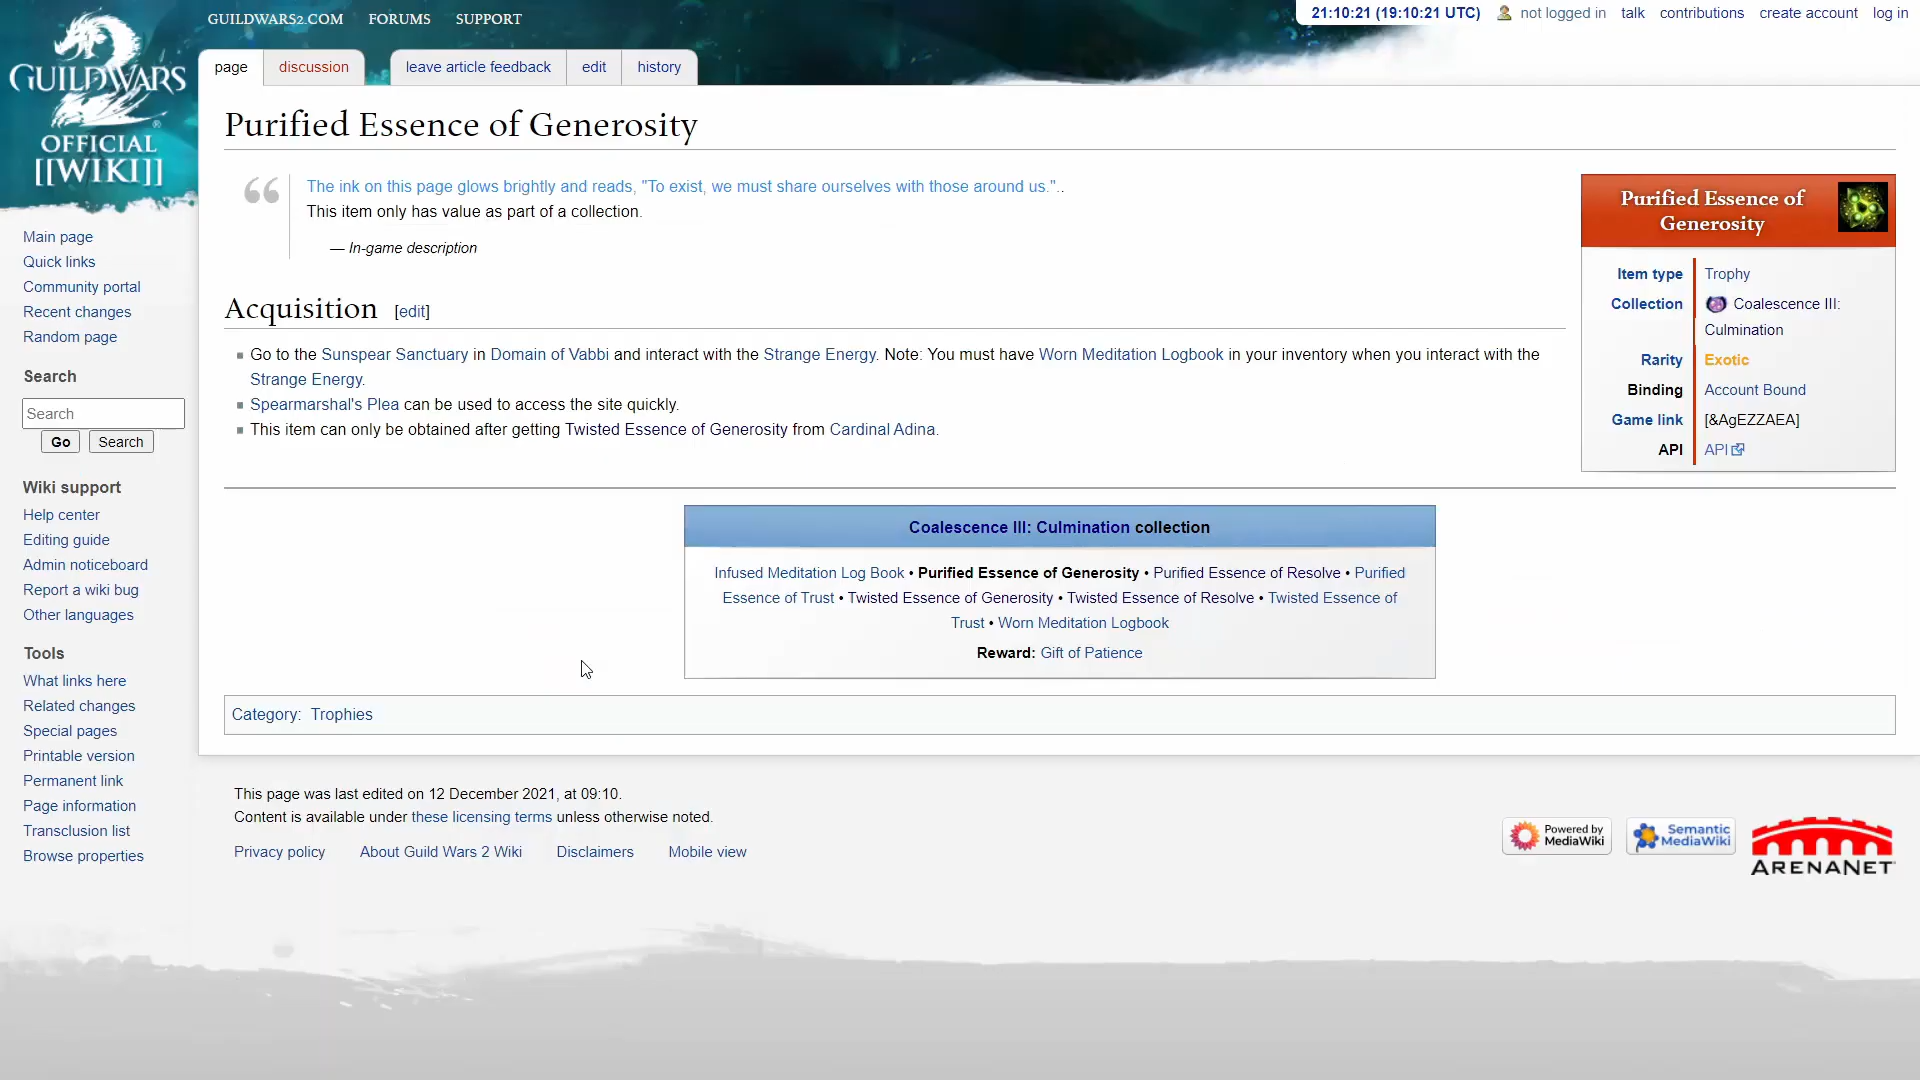 GUILDWARS2.COM FORUMS SUPPORT
21:10:21 (19:10:21 UTC) not logged in talk contributions create account log in
GUILDWARS
®
OFFICIAL
[[WIKI]]
page discussion leave article feedback edit history
Purified Essence of Generosity
The ink on this page glows brightly and reads, "To exist, we must share ourselves with those around us."..
This item only has value as part of a collection.
— In-game description
Purified Essence of
Generosity
Item type Trophy
Collection Coalescence III:
Culmination
Rarity Exotic
Binding Account Bound
Game link [&AgEZZAEA]
API API
Acquisition [edit]
Go to the Sunspear Sanctuary in Domain of Vabbi and interact with the Strange Energy. Note: You must have Worn Meditation Logbook in your inventory when you interact with the
Strange Energy.
Spearmarshal's Plea can be used to access the site quickly.
This item can only be obtained after getting Twisted Essence of Generosity from Cardinal Adina.
Coalescence III: Culmination collection
Infused Meditation Log Book • Purified Essence of Generosity • Purified Essence of Resolve • Purified
Essence of Trust • Twisted Essence of Generosity • Twisted Essence of Resolve • Twisted Essence of
Trust • Worn Meditation Logbook
Reward: Gift of Patience
Category: Trophies
Main page
Quick links
Community portal
Recent changes
Random page
Search
Search
Go Search
Wiki support
Help center
Editing guide
Admin noticeboard
Report a wiki bug
Other languages
Tools
What links here
Related changes
Special pages
Printable version
Permanent link
Page information
Transclusion list
Browse properties
This page was last edited on 12 December 2021, at 09:10.
Content is available under these licensing terms unless otherwise noted.
Privacy policy About Guild Wars 2 Wiki Disclaimers Mobile view
Powered by
MediaWiki
Semantic
MediaWiki
ARENANET